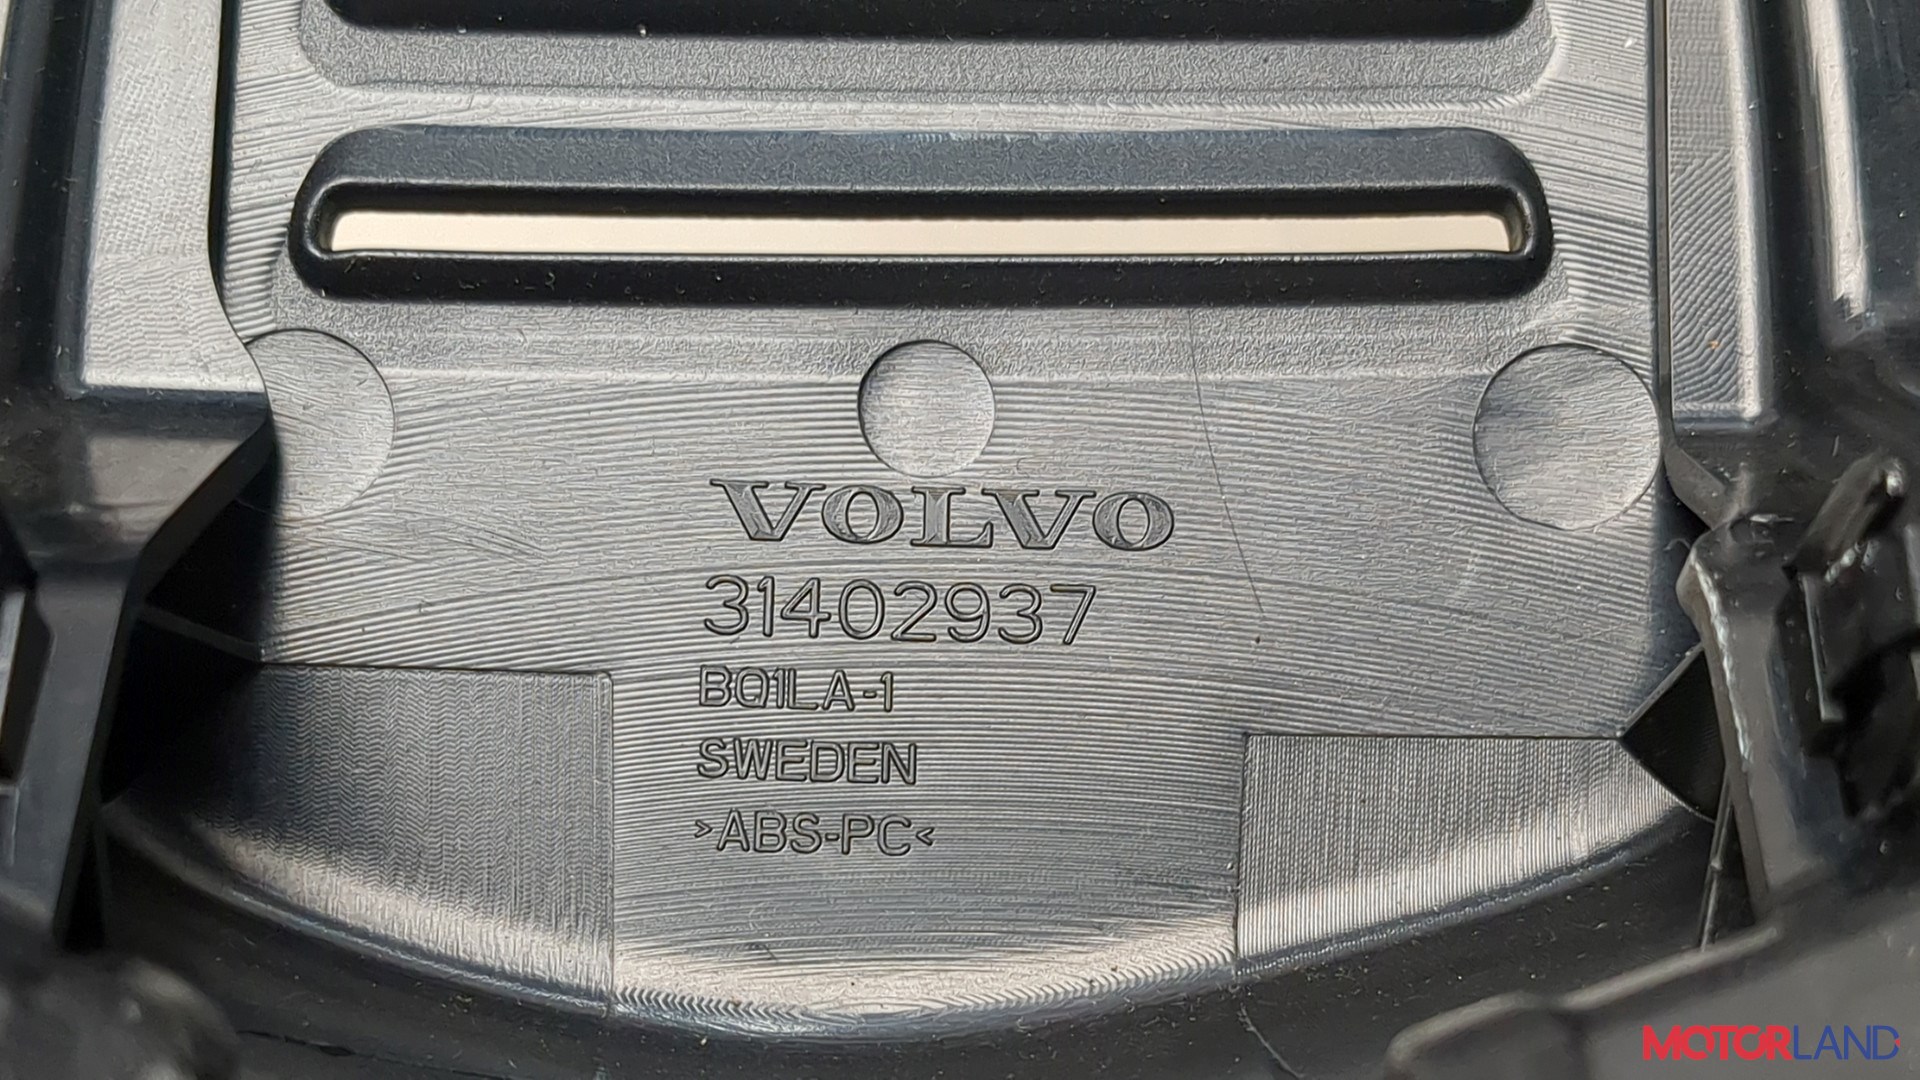 VOLVO
31402937
BQ1LA-1
SWEDEN
>ABS-PC<
MOTORLAND